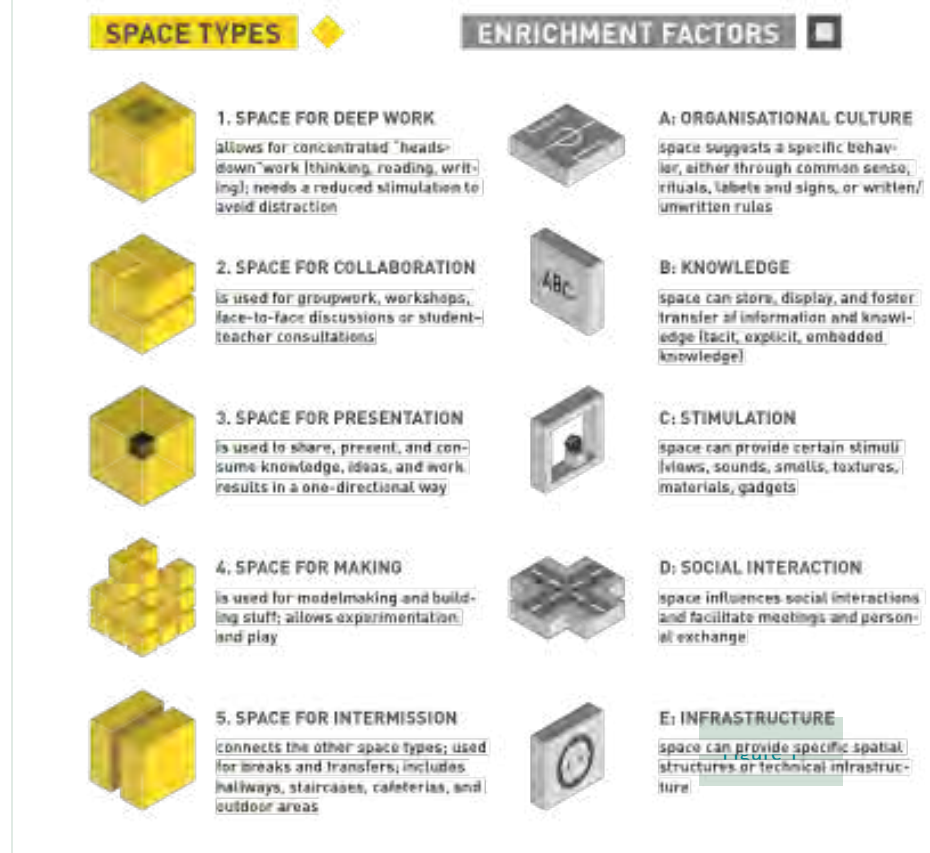 SPACE TYPES
1. SPACE FOR DEEP WORK
allows for concentrated "heads-
down"work (thinking, reading, writ-
ing); needs a reduced stimulation to
avoid distraction
2. SPACE FOR COLLABORATION
is used for groupwork, workshops,
face-to-face discussions or student-
teacher consultations
3. SPACE FOR PRESENTATION
is used to share, present, and con-
sume knowledge, ideas, and work
results in a one-directional way
4. SPACE FOR MAKING
is used for modelmaking and build-
ing stuff; allows experimentation
and play
5. SPACE FOR INTERMISSION
connects the other space types; used
for breaks and transfers; includes
hallways, staircases, cafeterias, and
outdoor areas
ENRICHMENT FACTORS
A: ORGANISATIONAL CULTURE
space suggests a specific behav-
ior, either through common sense,
rituals, labels and signs, or written/
unwritten rules
ABC
B: KNOWLEDGE
space can store, display, and foster
transfer of information and knowl-
edge (tacit, explicit, embedded
knowledge)
C: STIMULATION
space can provide certain stimuli
(views, sounds, smells, textures,
materials, gadgets
D: SOCIAL INTERACTION
space influences social interactions
and facilitate meetings and person-
al exchange
E: INFRASTRUCTURE
space can provide specific spatial
structures or technical infrastruc-
ture